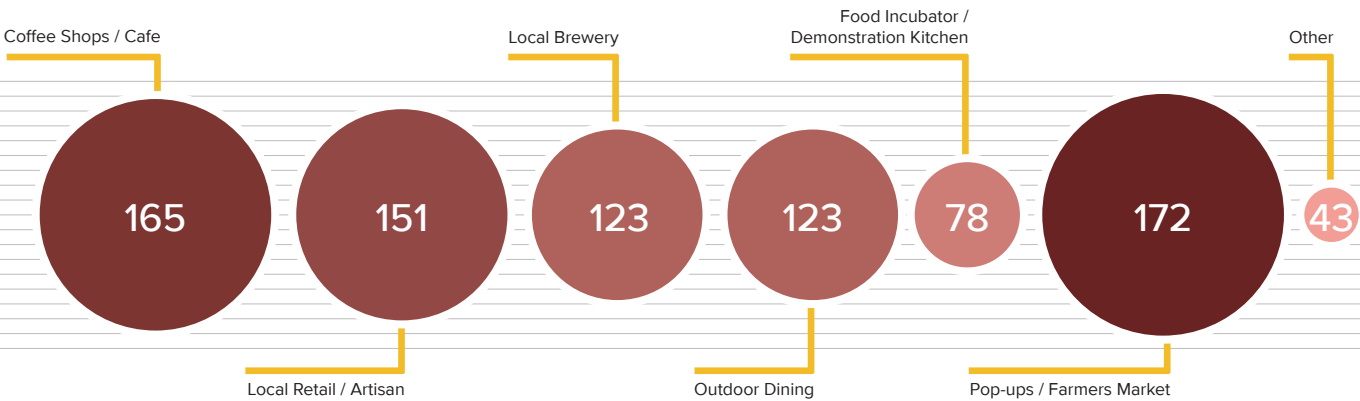 Coffee Shops / Cafe
Local Brewery
Food Incubator /
Demonstration Kitchen
Other
165
151
123
123
78
172
43
Local Retail / Artisan
Outdoor Dining
Pop-ups / Farmers Market